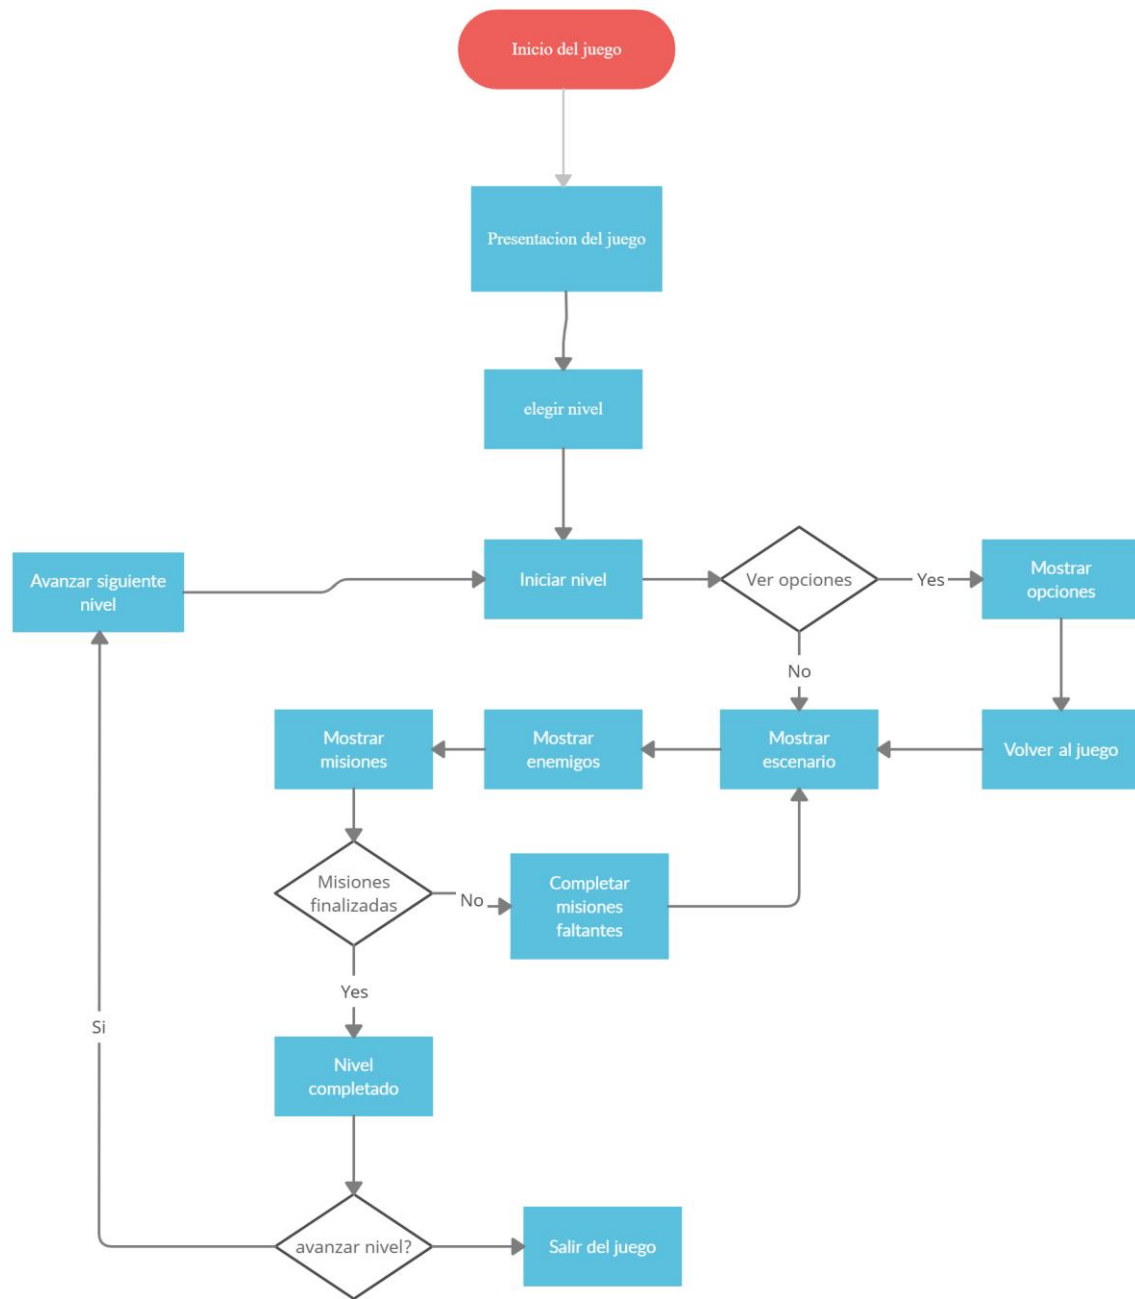 Inicio del juego
Presentacion del juego
elegir nivel
Avanzar siguiente
nivel
Iniciar nivel
Ver opciones
Yes
Mostrar
opciones
No
Mostrar
misiones
Mostrar
enemigos
Mostrar
escenario
Volver al juego
Misiones
finalizadas
No
Completar
misiones
faltantes
Yes
Si
Nivel
completado
avanzar nivel?
Salir del juego